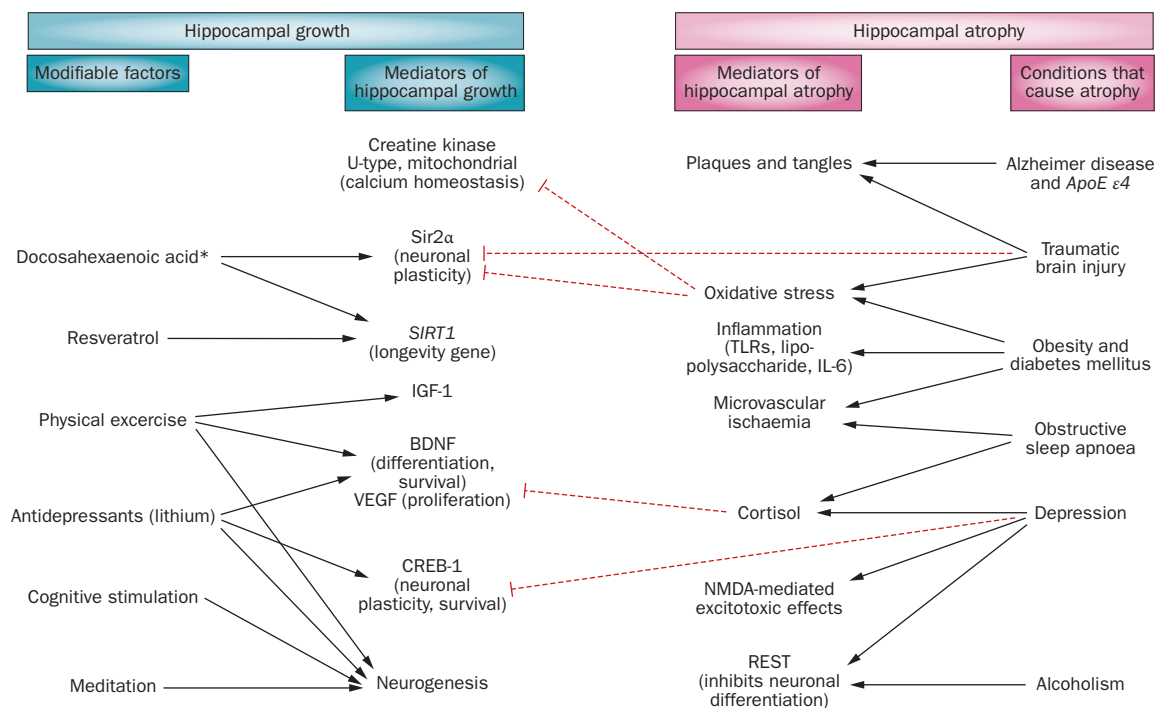 Hippocampal growth
Hippocampal atrophy
Modifiable factors
Mediators of
hippocampal growth
Mediators of
hippocampal atrophy
Conditions that
cause atrophy
Creatine kinase
U-type, mitochondrial
(calcium homeostasis)
Plaques and tangles
Alzheimer disease
and ApoE ε4
Docosahexaenoic acid*
Sir2α
(neuronal
plasticity)
Oxidative stress
Traumatic
brain injury
Resveratrol
SIRT1
(longevity gene)
Inflammation
(TLRs, lipo-
polysaccharide, IL-6)
Obesity and
diabetes mellitus
Physical excercise
IGF-1
Microvascular
ischaemia
Obstructive
sleep apnoea
BDNF
(differentiation,
survival)
VEGF (proliferation)
Antidepressants (lithium)
Cortisol
Depression
CREB-1
(neuronal
plasticity, survival)
NMDA-mediated
excitotoxic effects
Cognitive stimulation
Meditation
Neurogenesis
REST
(inhibits neuronal
differentiation)
Alcoholism